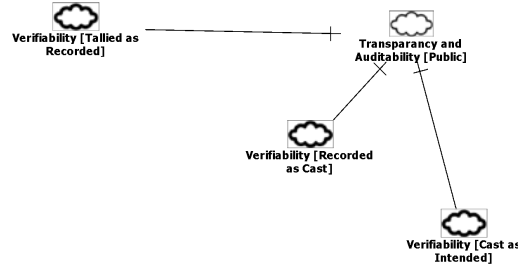 Verifiability [Tallied as
Recorded]
Transparancy and
Auditability [Public]
Verifiability [Recorded
as Cast]
Verifiability [Cast as
Intended]